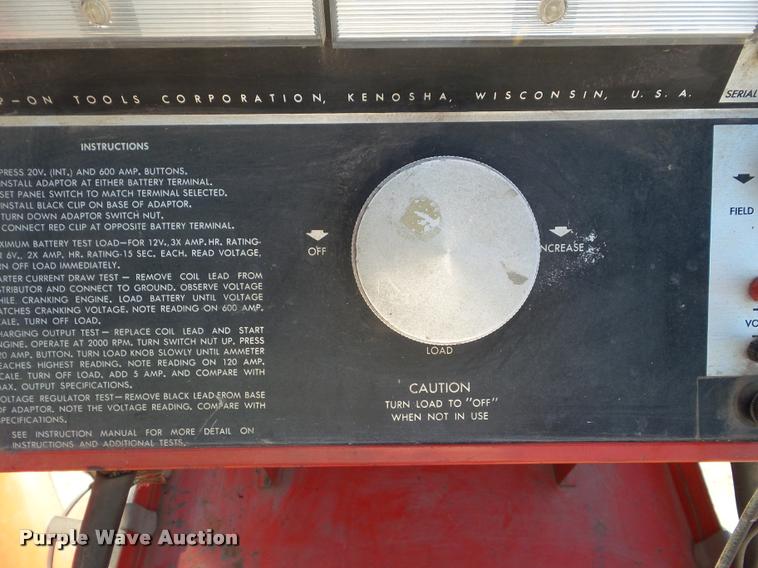 P-ON TOOLS CORPORATION, KENOSHA, WISCONSIN, U.S.A.
SERIAL
INSTRUCTIONS
PRESS 20V. (INT.) AND 600 AMP. BUTTONS.
INSTALL ADAPTOR AT EITHER BATTERY TERMINAL.
SET PANEL SWITCH TO MATCH TERMINAL SELECTED.
INSTALL BLACK CLIP ON BASE OF ADAPTOR.
TURN DOWN ADAPTOR SWITCH NUT.
CONNECT RED CLIP AT OPPOSITE BATTERY TERMINAL.
XIMUM BATTERY TEST LOAD—FOR 12V., 3X AMP. HR. RATING-
R 6V., 2X AMP. HR. RATING-15 SEC. EACH. READ VOLTAGE,
RN OFF LOAD IMMEDIATELY.
ARTER CURRENT DRAW TEST — REMOVE COIL LEAD FROM
STRIBUTOR AND CONNECT TO GROUND. OBSERVE VOLTAGE
HILE CRANKING ENGINE. LOAD BATTERY UNTIL VOLTAGE
ATCHES CRANKING VOLTAGE. NOTE READING ON 600 AMP.
CALE. TURN OFF LOAD.
HARGING OUTPUT TEST — REPLACE COIL LEAD AND START
ENGINE. OPERATE AT 2000 RPM. TURN SWITCH NUT UP. PRESS
20 AMP. BUTTON. TURN LOAD KNOB SLOWLY UNTIL AMMETER
EACHES HIGHEST READING. NOTE READING ON 120 AMP.
CALE. TURN OFF LOAD. ADD 5 AMP. AND COMPARE WITH
AX. OUTPUT SPECIFICATIONS.
VOLTAGE REGULATOR TEST — REMOVE BLACK LEAD FROM BASE
OF ADAPTOR. NOTE THE VOLTAGE READING. COMPARE WITH
SPECIFICATIONS.
SEE INSTRUCTION MANUAL FOR MORE DETAIL ON
INSTRUCTIONS AND ADDITIONAL TESTS.
OFF
INCREASE
LOAD
CAUTION
TURN LOAD TO "OFF"
WHEN NOT IN USE
FIELD
VO
Purple Wave Auction